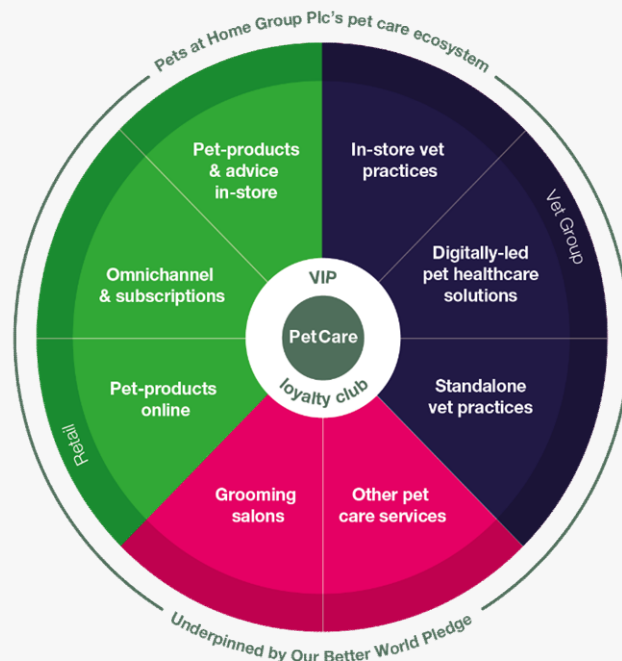 Pets at Home Group Plc's pet care ecosystem
Pet-products
& advice
in-store
In-store vet
practices
Vet Group
Omnichannel
& subscriptions
Digitally-led
pet healthcare
solutions
VIP
PetCare
loyalty club
Pet-products
online
Standalone
vet practices
Retail
Grooming
salons
Other pet
care services
Underpinned by Our Better World Pledge